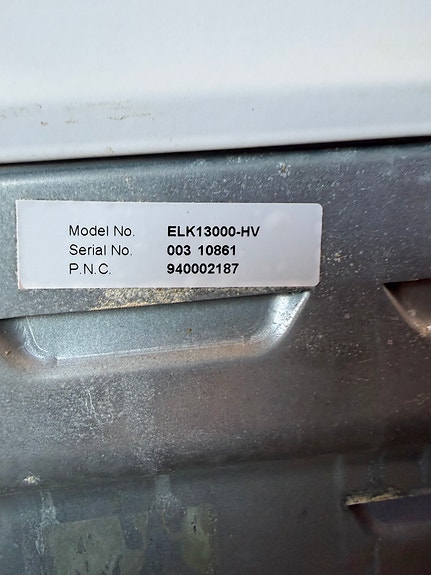 Model No. ELK13000-HV
Serial No. 003 10861
P.N.C. 940002187